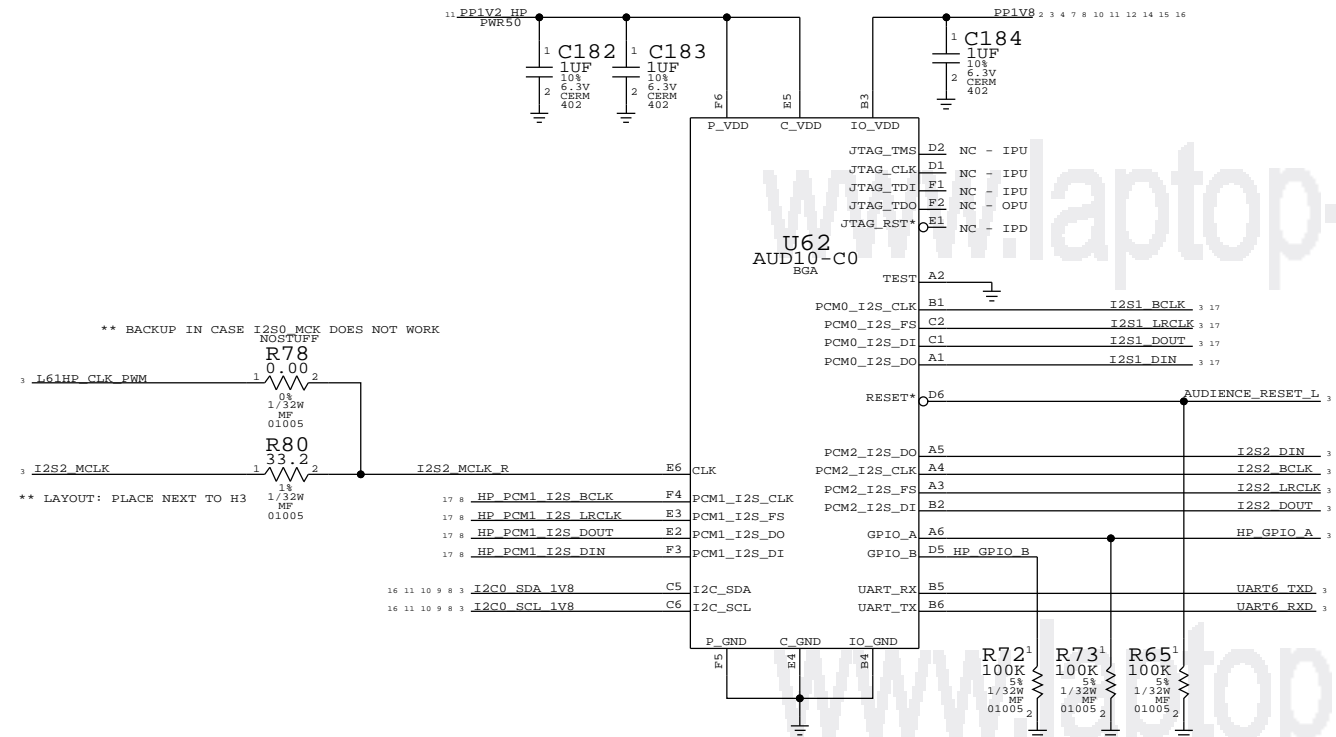 11 PP1V2_HP
PWR50
PP1V8 2 3 4 7 8 10 11 12 14 15 16
1 C182
1UF
10%
6.3V
2 CERM
402
1 C183
1UF
10%
6.3V
2 CERM
402
1 C184
1UF
10%
6.3V
2 CERM
402
F6
E5
B3
P_VDD C_VDD IO_VDD
JTAG_TMS D2 NC - IPU
JTAG_CLK D1 NC - IPU
JTAG_TDI F1 NC - IPU
JTAG_TDO F2 NC - OPU
JTAG_RST* E1 NC - IPD
www.laptop-
U62
AUD10-C0
BGA
TEST A2
PCM0_I2S_CLK B1 I2S1_BCLK 3 17
PCM0_I2S_FS C2 I2S1_LRCLK 3 17
PCM0_I2S_DI C1 I2S1_DOUT 3 17
PCM0_I2S_DO A1 I2S1_DIN 3 17
** BACKUP IN CASE I2S0_MCK DOES NOT WORK
NOSTUFF
R78
0.00
3 L61HP_CLK_PWM 1 2
0%
1/32W
MF
01005
RESET* D6 AUDIENCE_RESET_L 3
R80
33.2
3 I2S2_MCLK 1 2 I2S2_MCLK_R E6 CLK
1%
1/32W
MF
01005
** LAYOUT: PLACE NEXT TO H3
PCM2_I2S_DO A5 I2S2_DIN 3
PCM2_I2S_CLK A4 I2S2_BCLK 3
PCM2_I2S_FS A3 I2S2_LRCLK 3
PCM2_I2S_DI B2 I2S2_DOUT 3
17 8 HP_PCM1_I2S_BCLK F4 PCM1_I2S_CLK
17 8 HP_PCM1_I2S_LRCLK E3 PCM1_I2S_FS
17 8 HP_PCM1_I2S_DOUT E2 PCM1_I2S_DO
17 8 HP_PCM1_I2S_DIN F3 PCM1_I2S_DI
GPIO_A A6 HP_GPIO_A 3
GPIO_B D5 HP_GPIO_B
16 11 10 9 8 3 I2C0_SDA_1V8 C5 I2C_SDA
16 11 10 9 8 3 I2C0_SCL_1V8 C6 I2C_SCL
UART_RX B5 UART6_TXD 3
UART_TX B6 UART6_RXD 3
P_GND C_GND IO_GND
F5
E4
B4
R72 1
100K
5%
1/32W
MF
01005 2
R73 1
100K
5%
1/32W
MF
01005 2
R65 1
100K
5%
1/32W
MF
01005 2
www.laptop